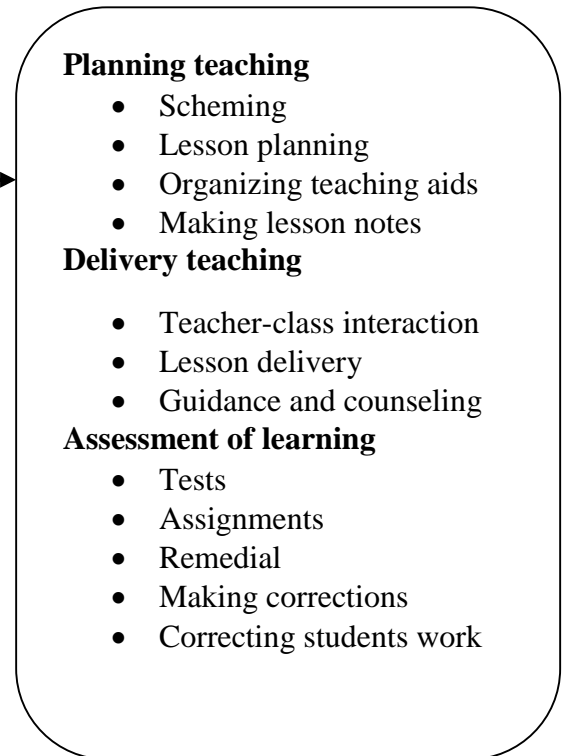 Planning teaching
• Scheming
• Lesson planning
• Organizing teaching aids
• Making lesson notes
Delivery teaching
• Teacher-class interaction
• Lesson delivery
• Guidance and counseling
Assessment of learning
• Tests
• Assignments
• Remedial
• Making corrections
• Correcting students work